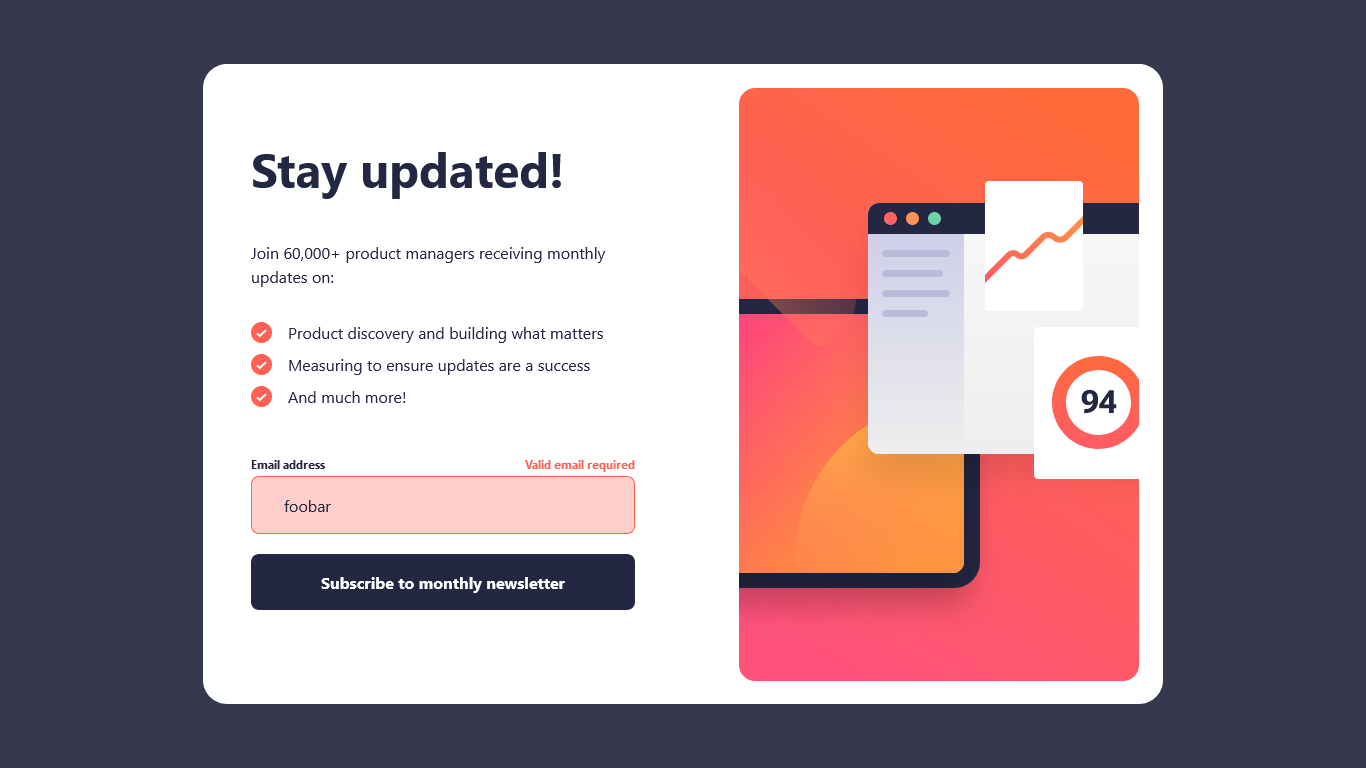 Stay updated!
Join 60,000+ product managers receiving monthly
updates on:
Product discovery and building what matters
Measuring to ensure updates are a success
And much more!
Email address
Valid email required
foobar
Subscribe to monthly newsletter
94